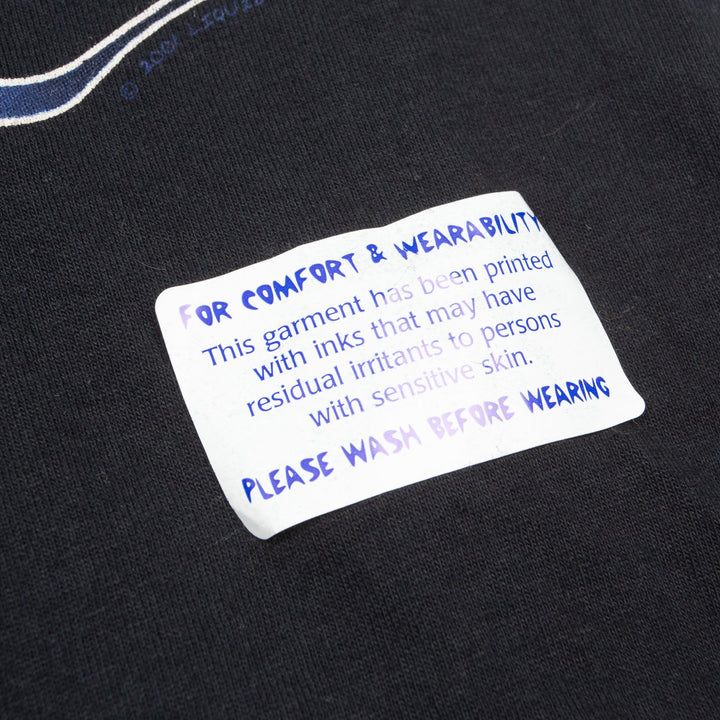 © 2001 LIQUID
FOR COMFORT & WEARABILITY
This garment has been printed
with inks that may have
residual irritants to persons
with sensitive skin.
PLEASE WASH BEFORE WEARING